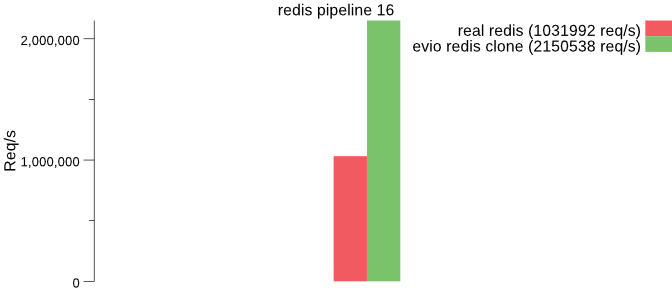 redis pipeline 16
real redis (1031992 req/s)
evio redis clone (2150538 req/s)
2,000,000
Req/s
1,000,000
0